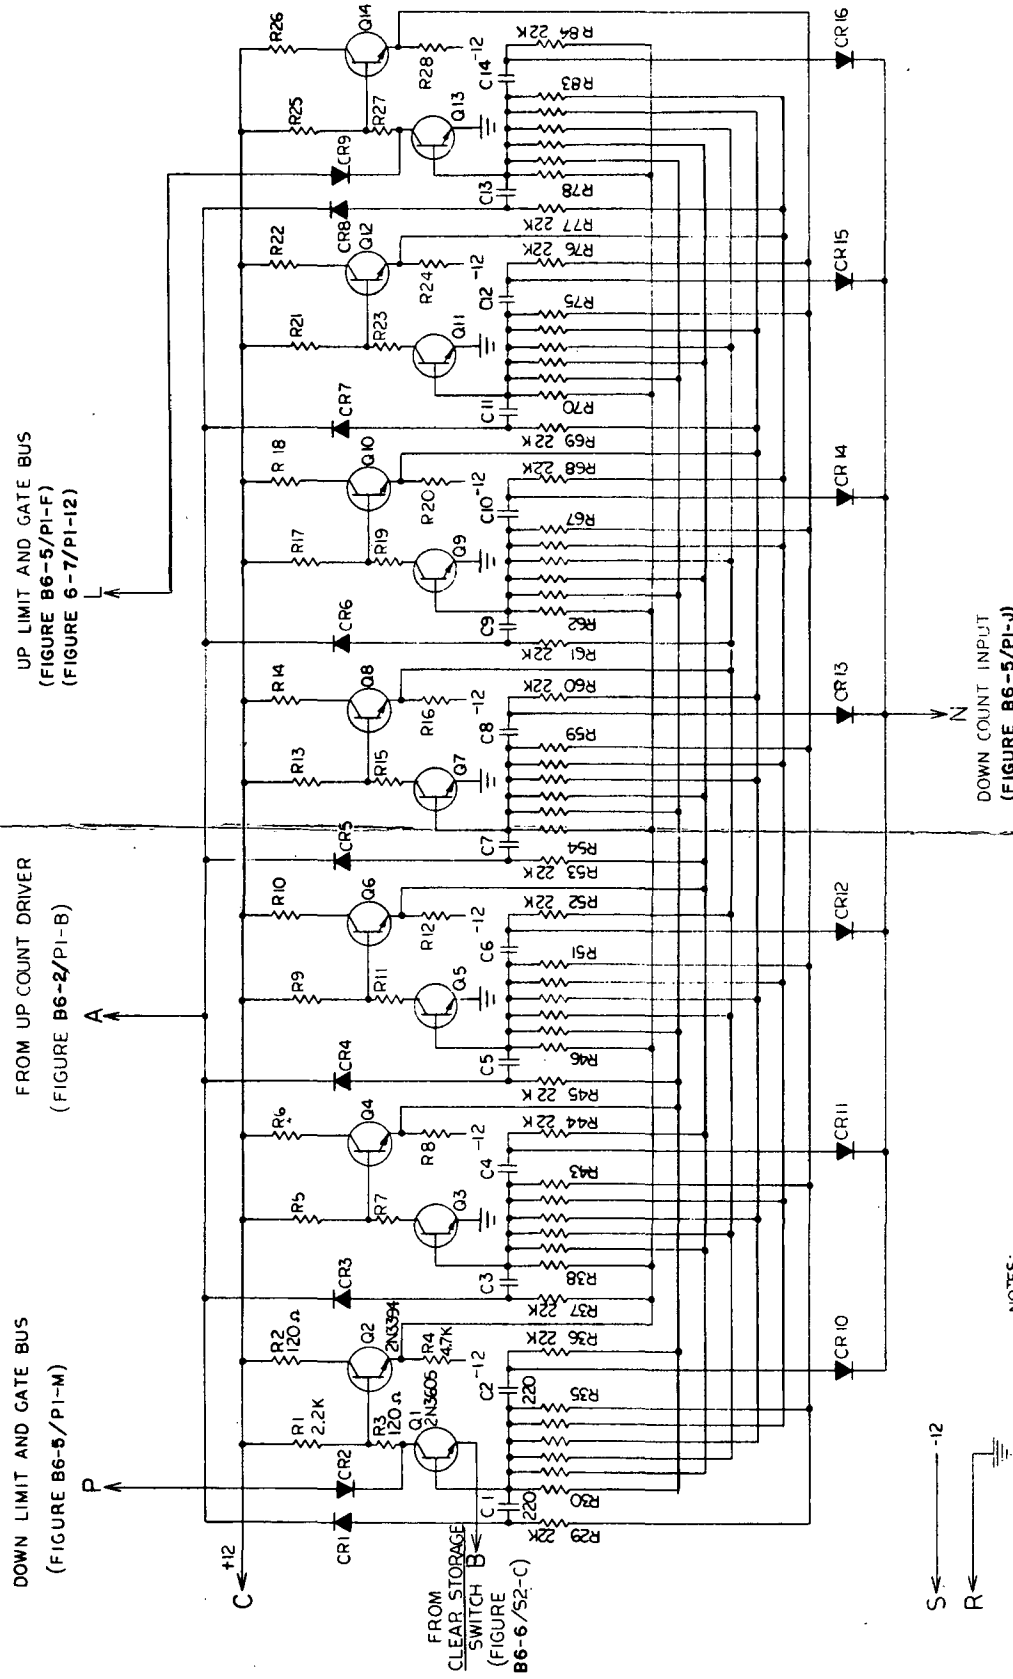 DOWN LIMIT AND GATE BUS
(FIGURE B6-5/P1-M)
P
FROM UP COUNT DRIVER
(FIGURE B6-2/P1-B)
A
UP LIMIT AND GATE BUS
(FIGURE B6-5/P1-F)
(FIGURE 6-7/P1-12)
L
C
+12
CR1
CR2
R1
2.2K
R2
120Ω
R3
120Ω
Q1
2N3605
Q2
2N3394
R4
4.7K
-12
CR3
R5
R6
R7
Q3
Q4
R8
-12
CR4
R9
R10
R11
Q5
Q6
R12
-12
CR5
R13
R14
R15
Q7
Q8
R16
-12
CR6
R17
R18
R19
Q9
Q10
R20
-12
CR7
R21
R22
R23
Q11
Q12
R24
-12
CR8
CR9
R25
R26
R27
Q13
Q14
R28
-12
FROM
CLEAR STORAGE
SWITCH B
(FIGURE
B6-6/S2-C)
C1
220
C2
220
R29
22K
R30
R35
R36 22K
R37 22K
C3
C4
R38
R43
R44 22K
R45 22K
C5
C6
R46
R51
R52 22K
R53 22K
C7
C8
R54
R59
R60 22K
R61 22K
C9
C10
R62
R67
R68 22K
R69 22K
C11
C12
R70
R75
R76 22K
R77 22K
C13
C14
R78
R83
R84 22K
CR10
CR11
CR12
CR13
CR14
CR15
CR16
N
DOWN COUNT INPUT
(FIGURE B6-5/P1-J)
S
-12
R
NOTES: